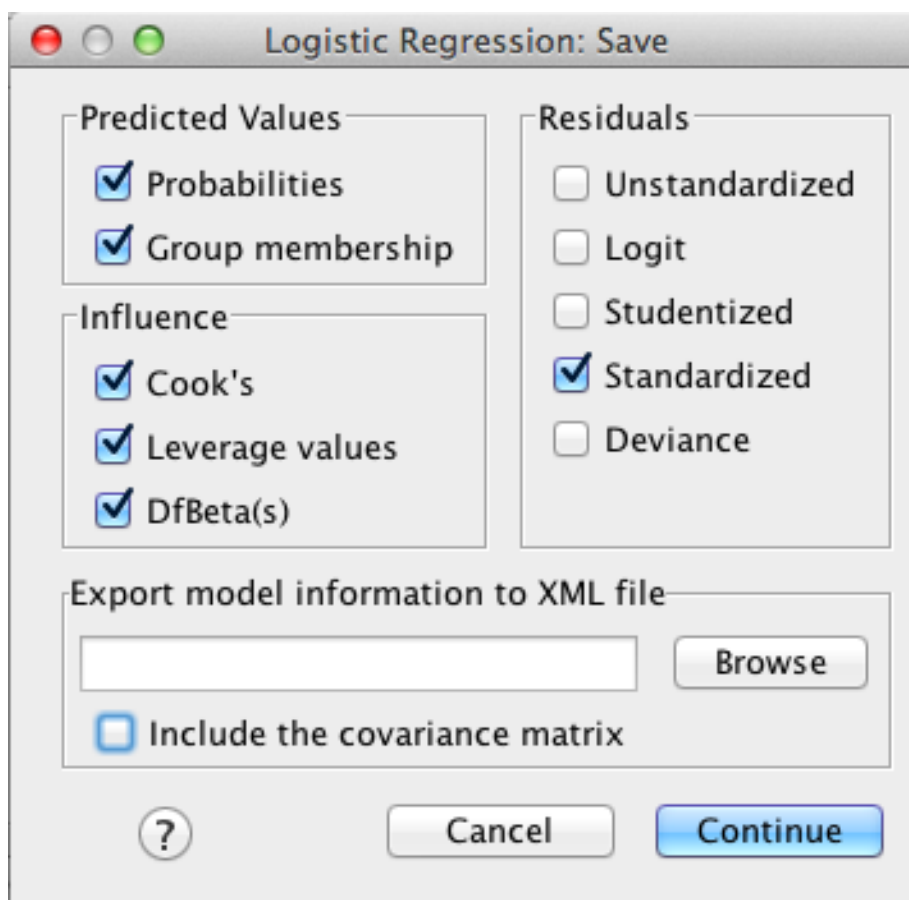 Logistic Regression: Save
Predicted Values
Probabilities
Group membership
Influence
Cook's
Leverage values
DfBeta(s)
Residuals
Unstandardized
Logit
Studentized
Standardized
Deviance
Export model information to XML file
Browse
Include the covariance matrix
?
Cancel
Continue